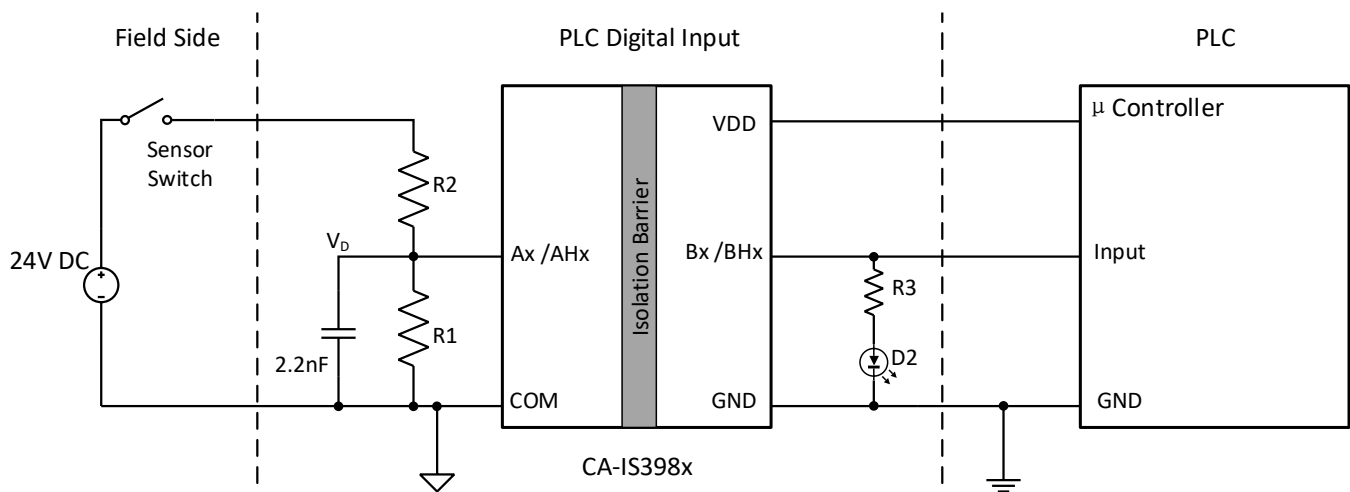 Field Side
PLC Digital Input
PLC
Sensor
Switch
24V DC
+
-
R2
V_D
R1
2.2nF
Ax /AHx
COM
Isolation Barrier
VDD
Bx /BHx
GND
CA-IS398x
R3
D2
μ Controller
Input
GND